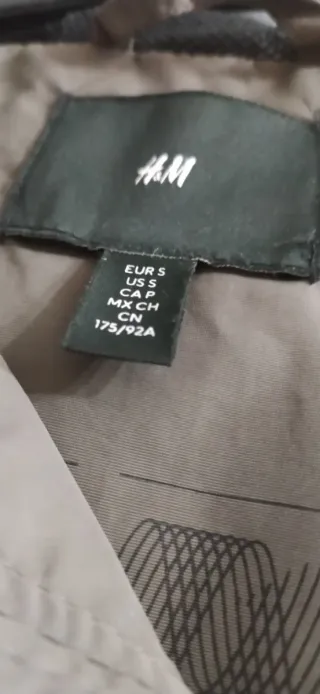 H&M
EUR S
US S
CA P
MX CH
CN
175/92A